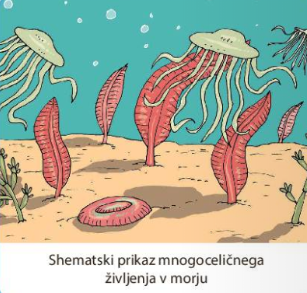 Shematski prikaz mnogoceličnega
življenja v morju